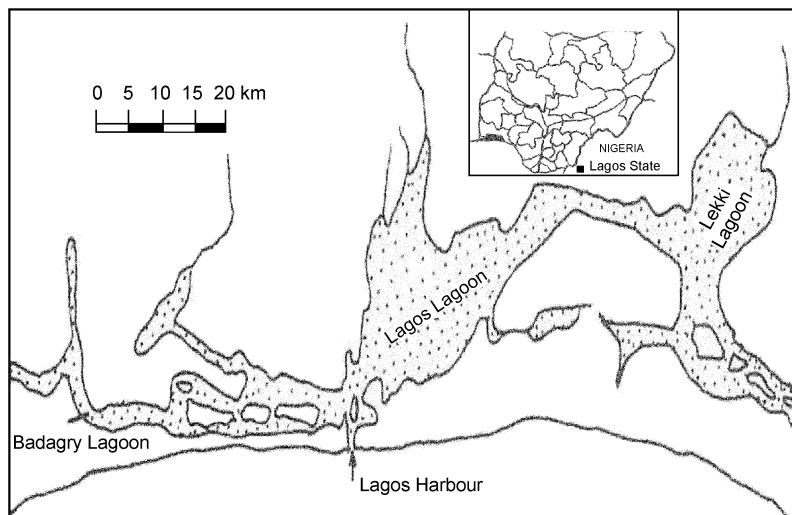 0 5 10 15 20 km
NIGERIA
Lagos State
Lekki
Lagoon
Lagos Lagoon
Badagry Lagoon
Lagos Harbour